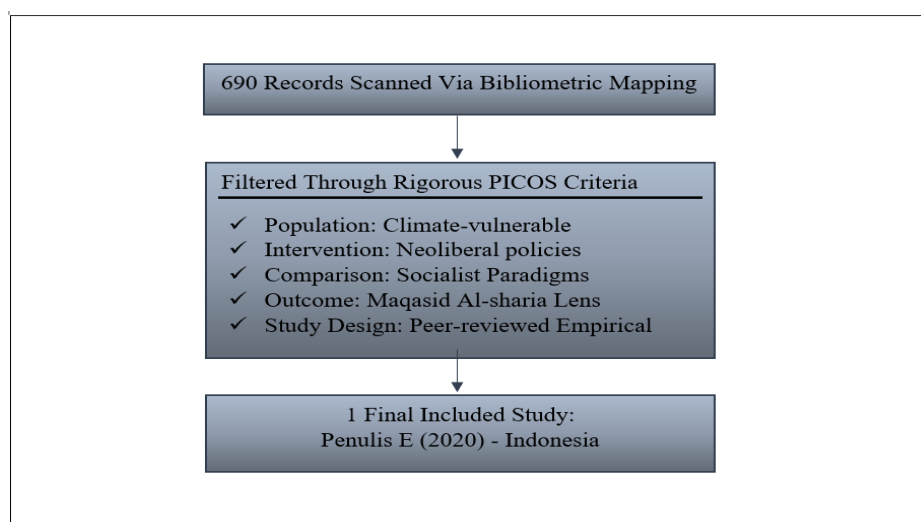 690 Records Scanned Via Bibliometric Mapping
Filtered Through Rigorous PICOS Criteria
✓ Population: Climate-vulnerable
✓ Intervention: Neoliberal policies
✓ Comparison: Socialist Paradigms
✓ Outcome: Maqasid Al-sharia Lens
✓ Study Design: Peer-reviewed Empirical
1 Final Included Study:
Penulis E (2020) - Indonesia